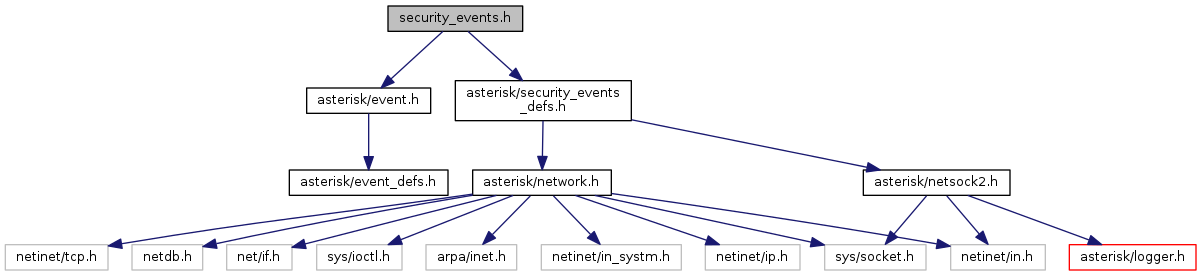 security_events.h
asterisk/event.h
asterisk/security_events
_defs.h
asterisk/event_defs.h
asterisk/network.h
asterisk/netsock2.h
netinet/tcp.h
netdb.h
net/if.h
sys/ioctl.h
arpa/inet.h
netinet/in_systm.h
netinet/ip.h
sys/socket.h
netinet/in.h
asterisk/logger.h